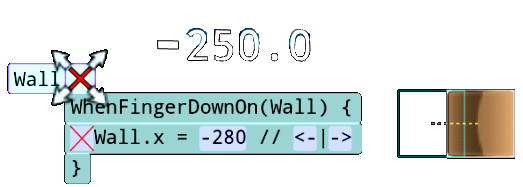 -250.0
Wall
WhenFingerDownOn(Wall) {
Wall.x = -280 // <-|->
}